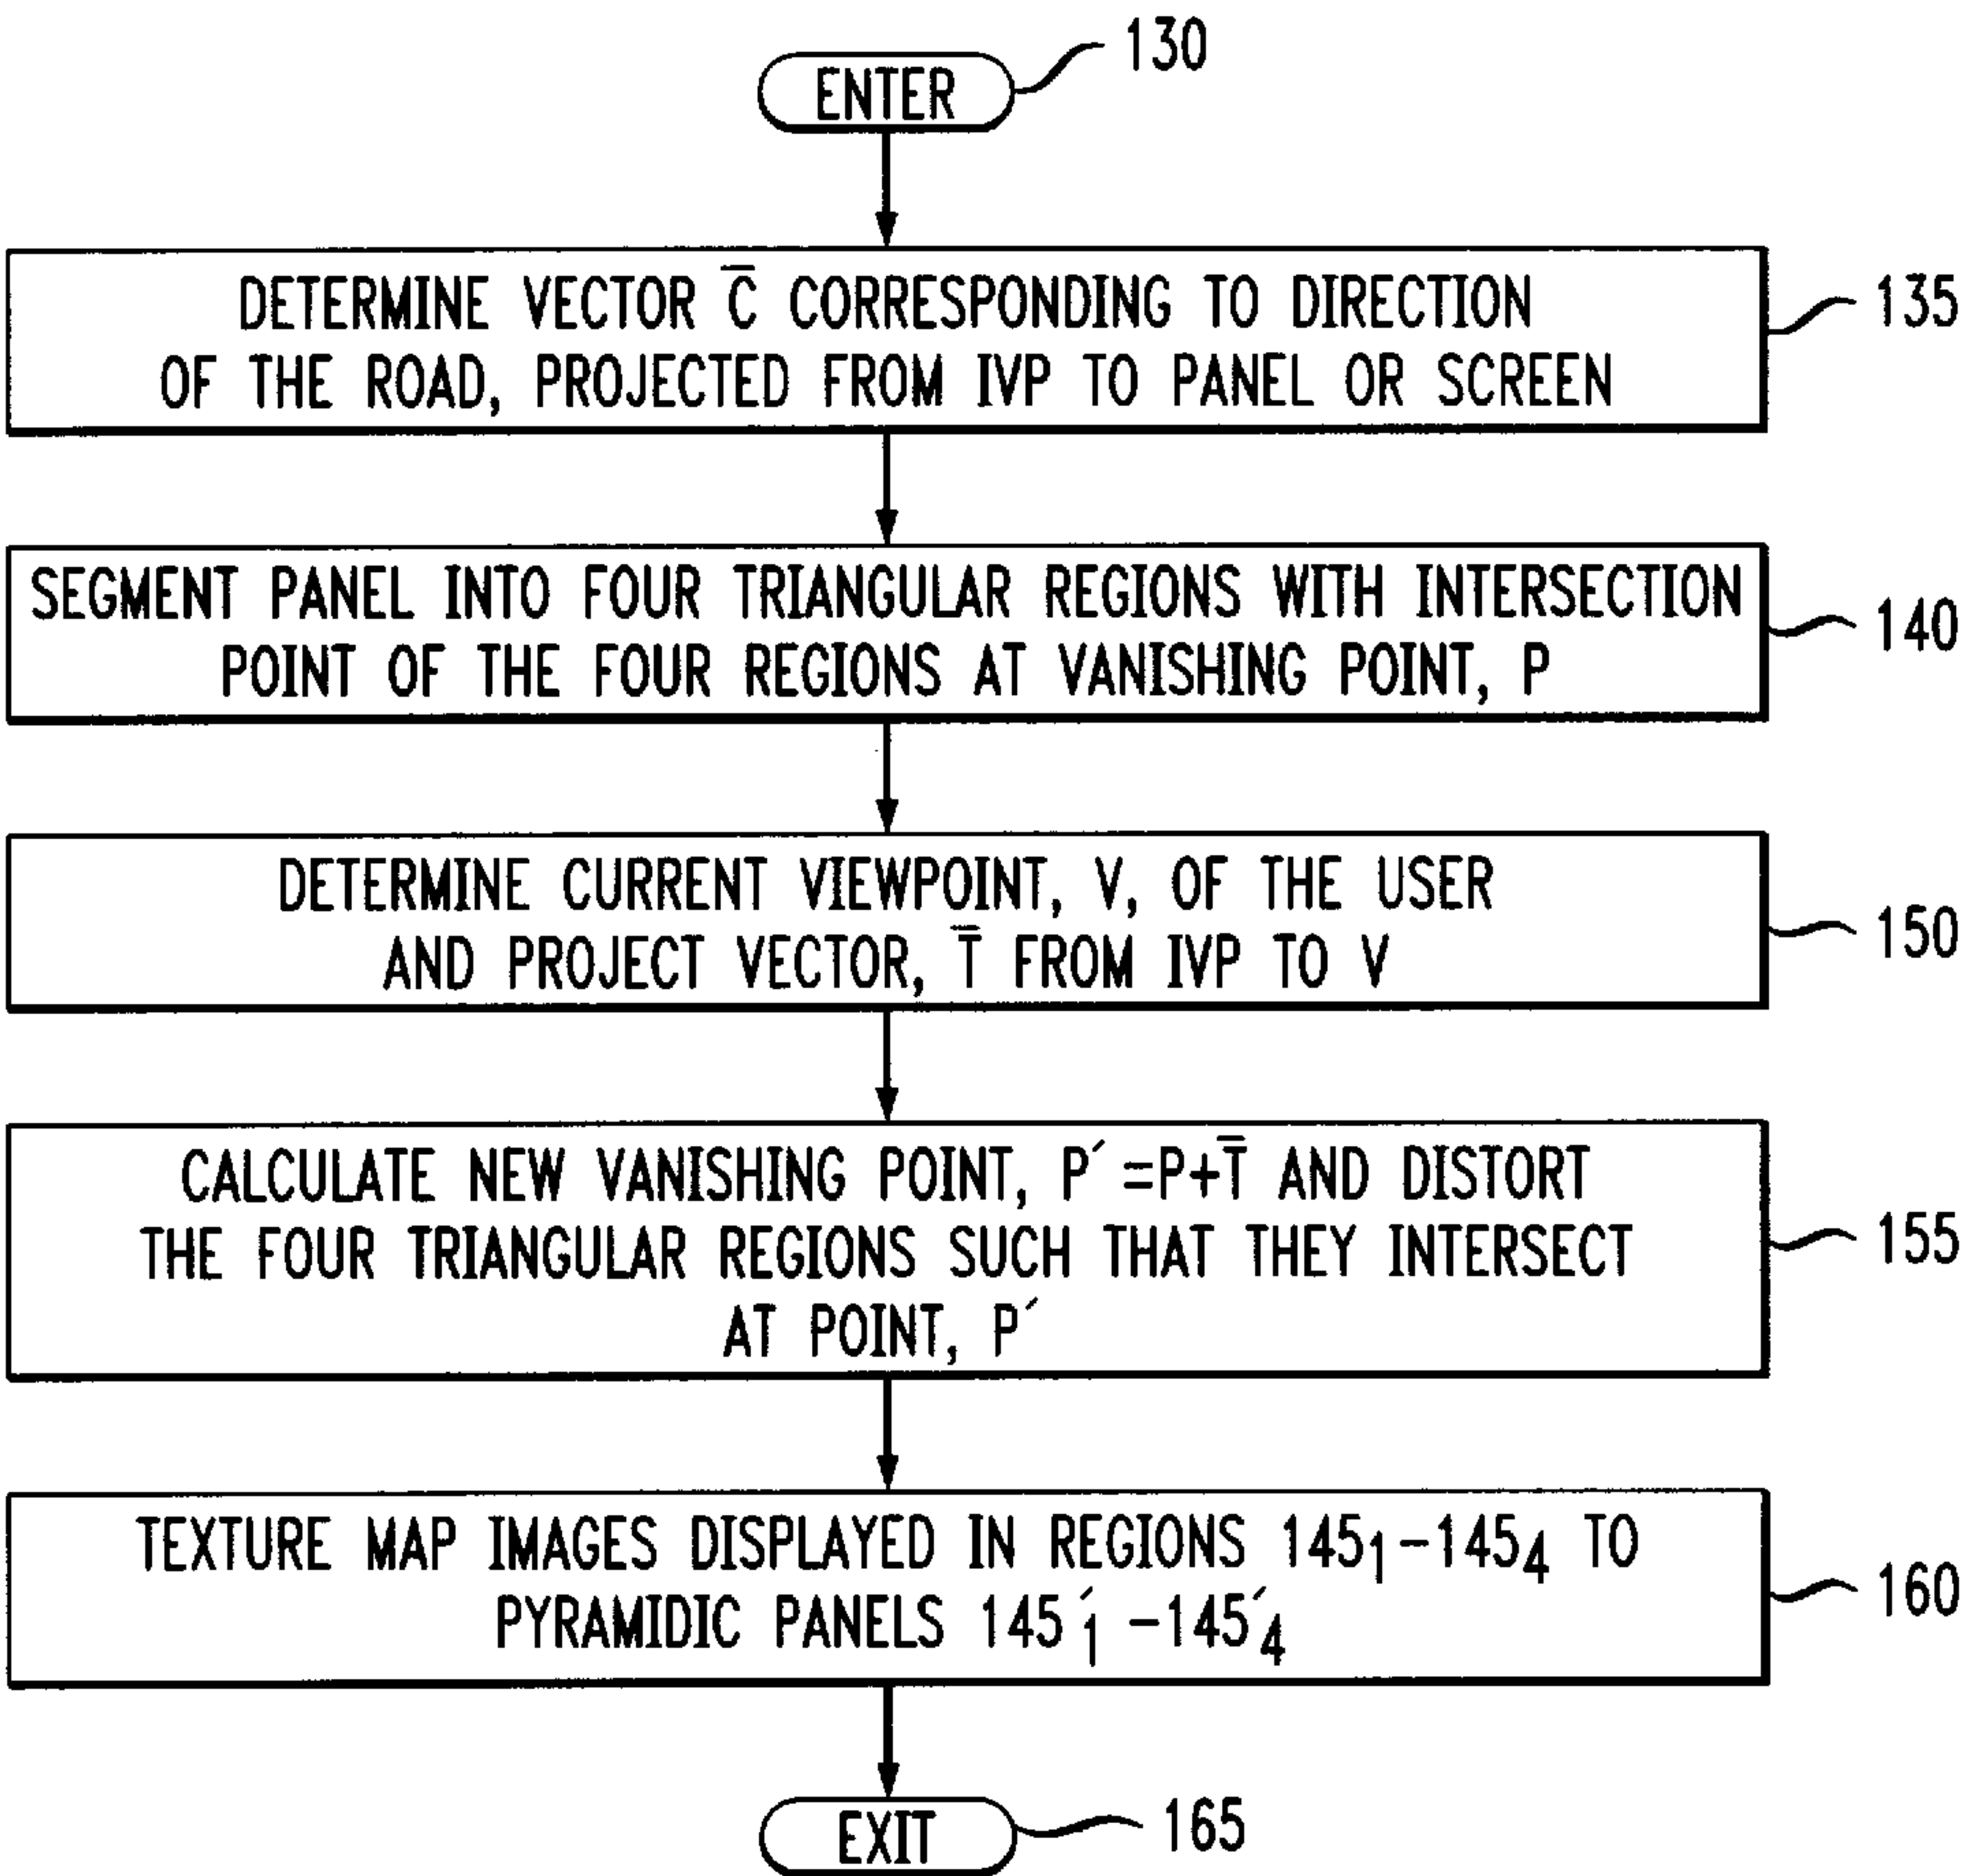 ENTER
130
DETERMINE VECTOR C̄ CORRESPONDING TO DIRECTION
OF THE ROAD, PROJECTED FROM IVP TO PANEL OR SCREEN
135
SEGMENT PANEL INTO FOUR TRIANGULAR REGIONS WITH INTERSECTION
POINT OF THE FOUR REGIONS AT VANISHING POINT, P
140
DETERMINE CURRENT VIEWPOINT, V, OF THE USER
AND PROJECT VECTOR, T̄ FROM IVP TO V
150
CALCULATE NEW VANISHING POINT, P′=P+T̄ AND DISTORT
THE FOUR TRIANGULAR REGIONS SUCH THAT THEY INTERSECT
AT POINT, P′
155
TEXTURE MAP IMAGES DISPLAYED IN REGIONS 145₁-145₄ TO
PYRAMIDIC PANELS 145′₁-145′₄
160
EXIT
165